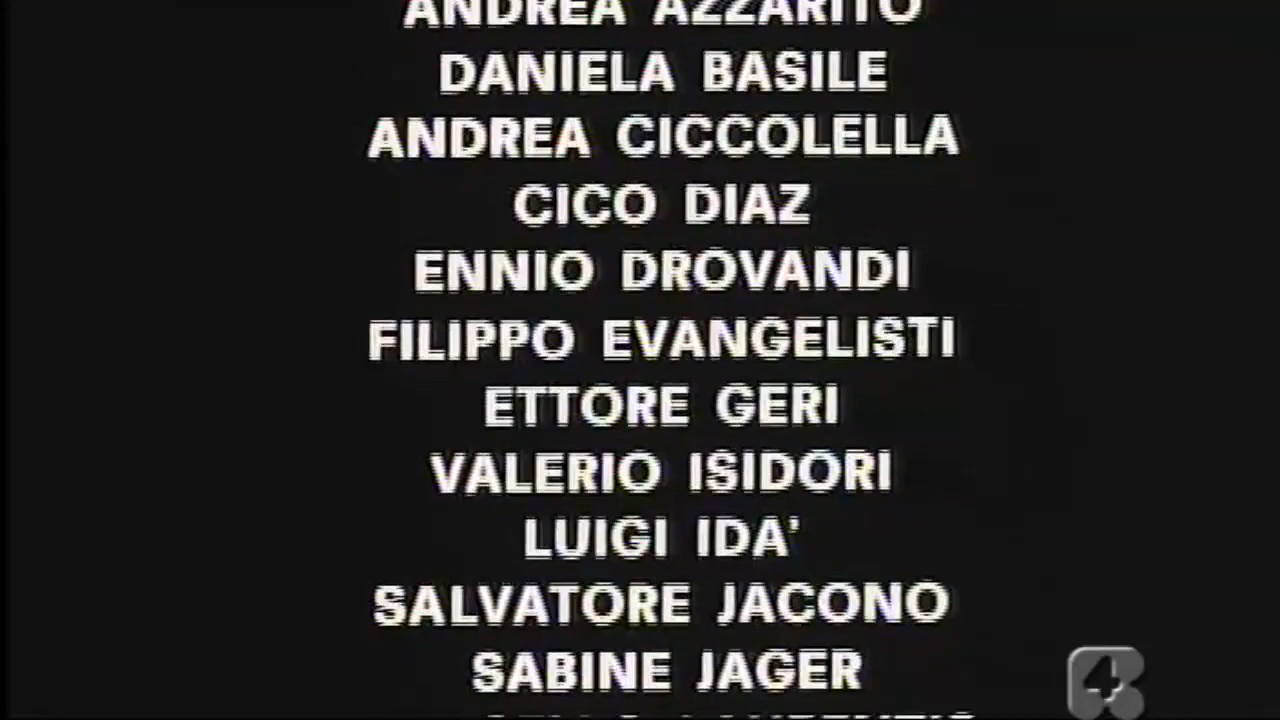 ANDREA AZZARITO
DANIELA BASILE
ANDREA CICCOLELLA
CICO DIAZ
ENNIO DROVANDI
FILIPPO EVANGELISTI
ETTORE GERI
VALERIO ISIDORI
LUIGI IDA'
SALVATORE JACONO
SABINE JAGER
4